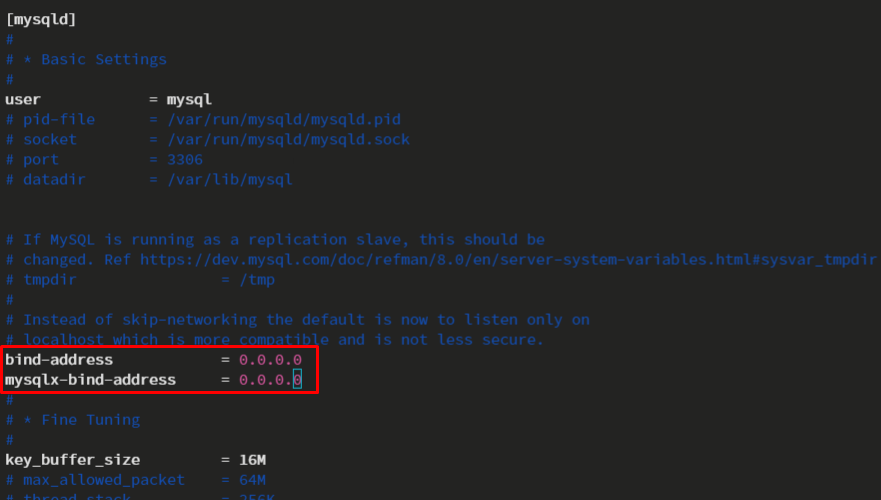 [mysqld]
#
# * Basic Settings
#
user            = mysql
# pid-file      = /var/run/mysqld/mysqld.pid
# socket        = /var/run/mysqld/mysqld.sock
# port          = 3306
# datadir       = /var/lib/mysql
# If MySQL is running as a replication slave, this should be
# changed. Ref https://dev.mysql.com/doc/refman/8.0/en/server-system-variables.html#sysvar_tmpdir
# tmpdir                = /tmp
#
# Instead of skip-networking the default is now to listen only on
# localhost which is more compatible and is not less secure.
bind-address            = 0.0.0.0
mysqlx-bind-address     = 0.0.0.0
#
# * Fine Tuning
#
key_buffer_size         = 16M
# max_allowed_packet    = 64M
# thread_stack          = 256K